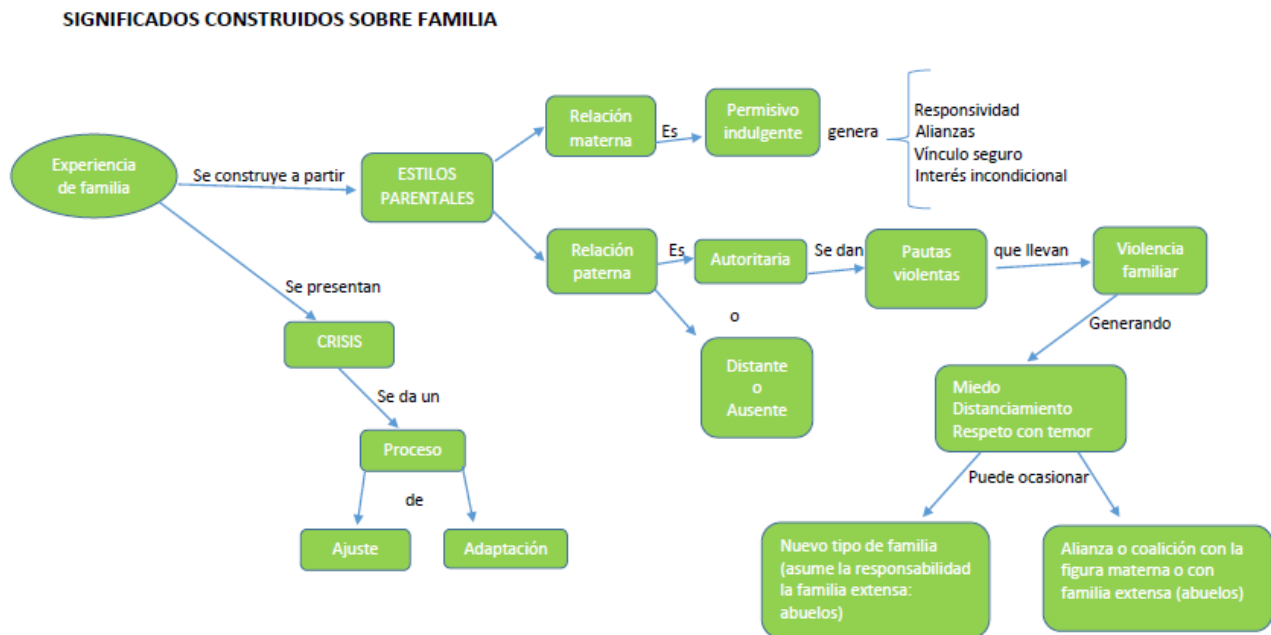 SIGNIFICADOS CONSTRUIDOS SOBRE FAMILIA
Experiencia
de familia
Se construye a partir
ESTILOS
PARENTALES
Relación
materna
Es
Permisivo
indulgente
genera
Responsividad
Alianzas
Vínculo seguro
Interés incondicional
Relación
paterna
Es
Autoritaria
Se dan
Pautas
violentas
que llevan
Violencia
familiar
o
Distante
o
Ausente
Generando
Miedo
Distanciamiento
Respeto con temor
Puede ocasionar
Nuevo tipo de familia
(asume la responsabilidad
la familia extensa:
abuelos)
Alianza o coalición con la
figura materna o con
familia extensa (abuelos)
Se presentan
CRISIS
Se da un
Proceso
de
Ajuste
Adaptación